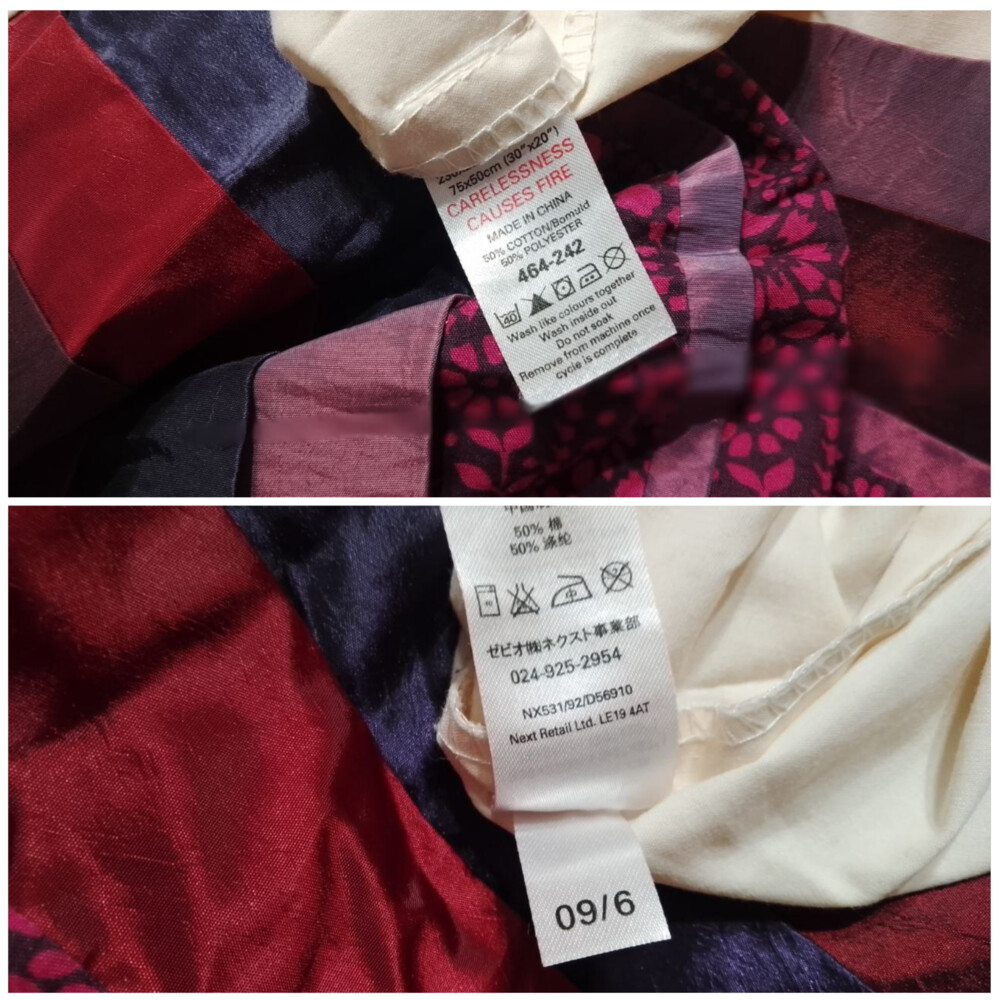 75x50cm (30"x20")
CARELESSNESS
CAUSES FIRE
MADE IN CHINA
50% COTTON/Bomuld
50% POLYESTER
464-242
40
Wash like colours together
Wash inside out
Do not soak
Remove from machine once
cycle is complete
50% 棉
50% 涤纶
中
ゼビオ㈱ネクスト事業部
024-925-2954
NX531/92/D56910
Next Retail Ltd. LE19 4AT
09/6